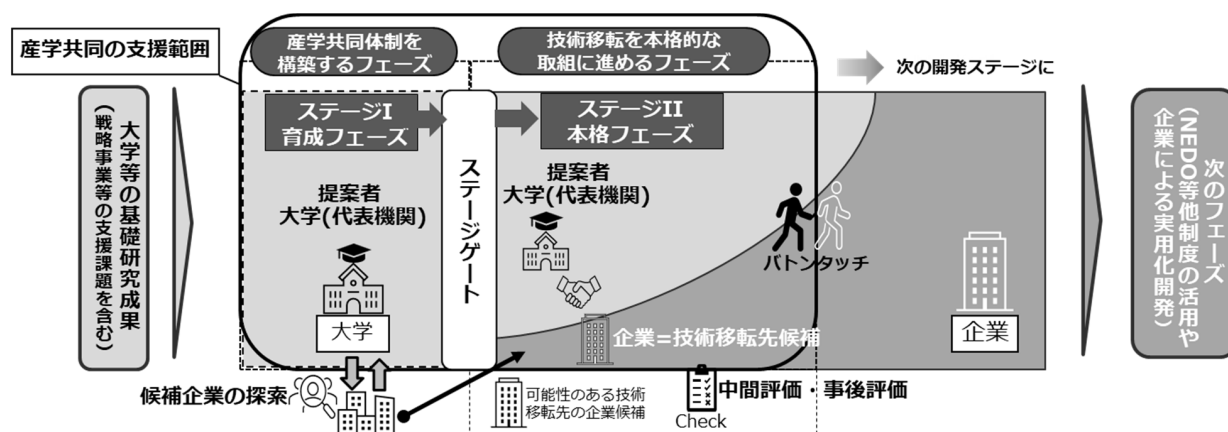 産学共同の支援範囲
産学共同体制を
構築するフェーズ
技術移転を本格的な
取組に進めるフェーズ
次の開発ステージに
大学等の基礎研究成果
(戦略事業等の支援課題を含む)
ステージI
育成フェーズ
ステージゲート
ステージII
本格フェーズ
提案者
大学(代表機関)
大学
提案者
大学(代表機関)
バトンタッチ
企業=技術移転先候補
企業
次のフェーズ
(NEDO等他制度の活用や
企業による実用化開発)
候補企業の探索
可能性のある技術
移転先の企業候補
Check
中間評価・事後評価